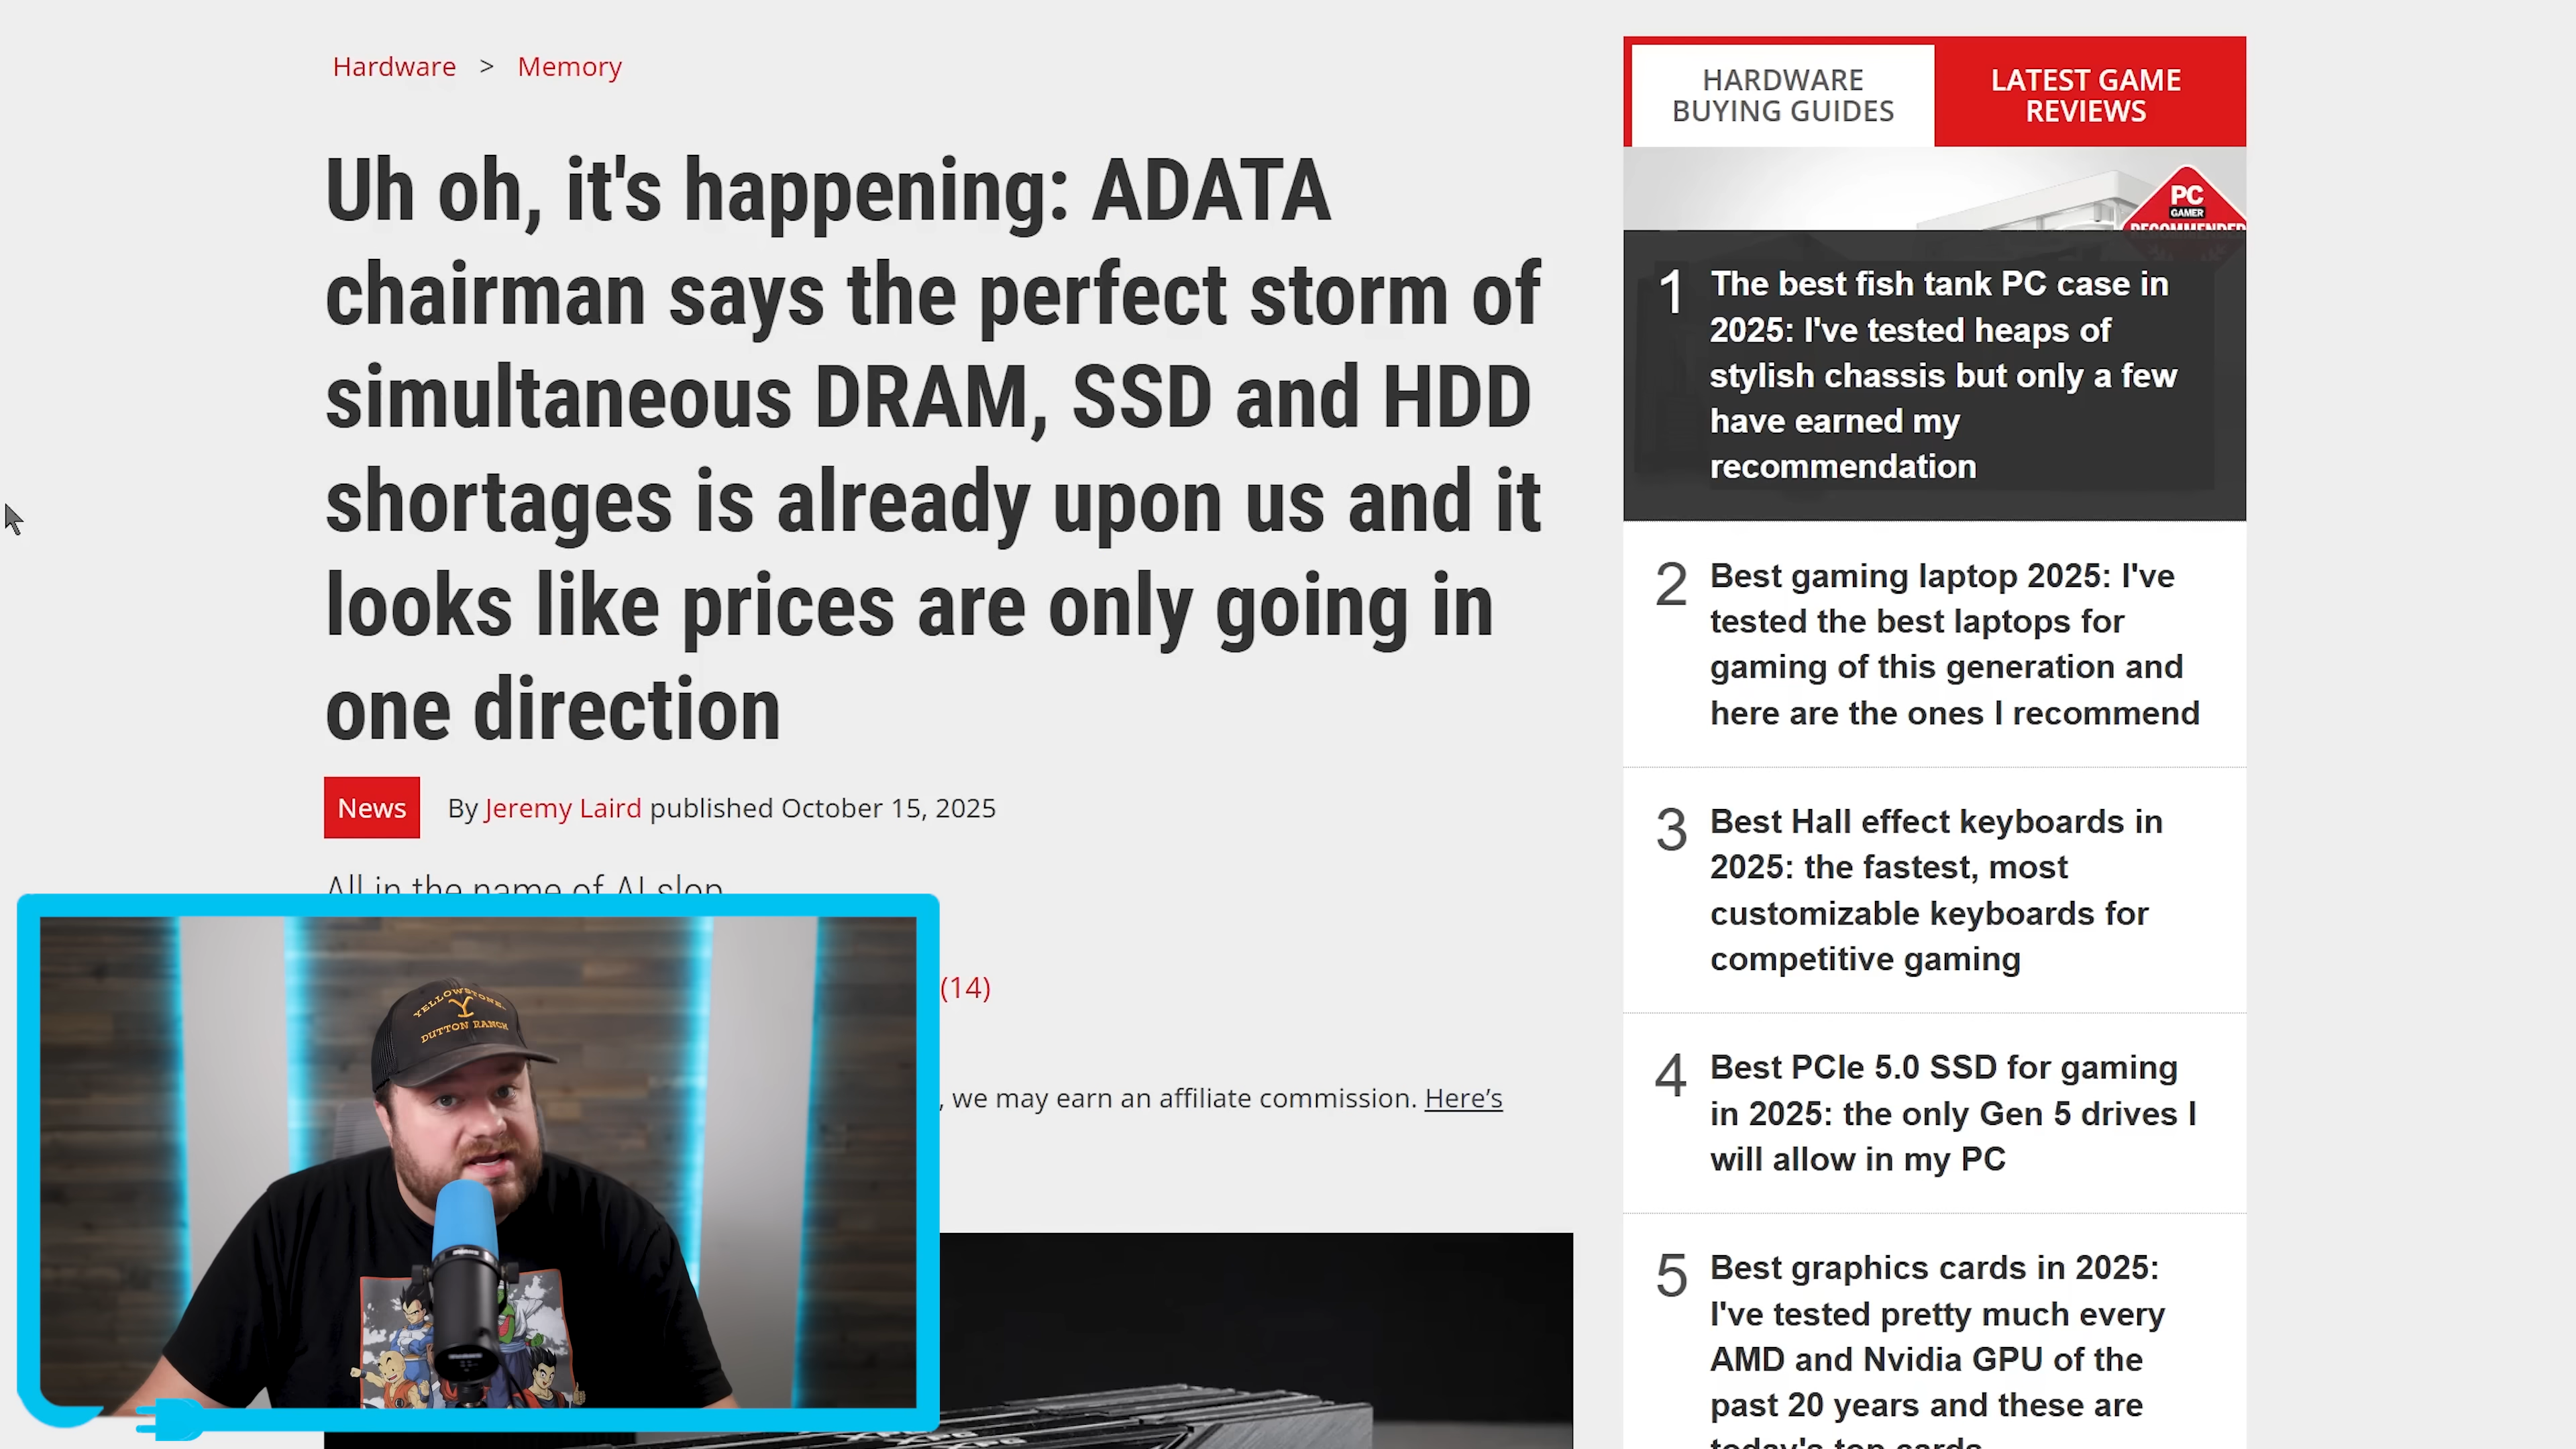 Hardware > Memory
Uh oh, it's happening: ADATA
chairman says the perfect storm of
simultaneous DRAM, SSD and HDD
shortages is already upon us and it
looks like prices are only going in
one direction
News By Jeremy Laird published October 15, 2025
All in the name of AI slop
(14)
, we may earn an affiliate commission. Here's
YELLOWSTONE
Y
DUTTON RANCH
XPG
HARDWARE
BUYING GUIDES
LATEST GAME
REVIEWS
PC
GAMER
RECOMMENDED
1 The best fish tank PC case in
2025: I've tested heaps of
stylish chassis but only a few
have earned my
recommendation
2 Best gaming laptop 2025: I've
tested the best laptops for
gaming of this generation and
here are the ones I recommend
3 Best Hall effect keyboards in
2025: the fastest, most
customizable keyboards for
competitive gaming
4 Best PCIe 5.0 SSD for gaming
in 2025: the only Gen 5 drives I
will allow in my PC
5 Best graphics cards in 2025:
I've tested pretty much every
AMD and Nvidia GPU of the
past 20 years and these are
today's top cards